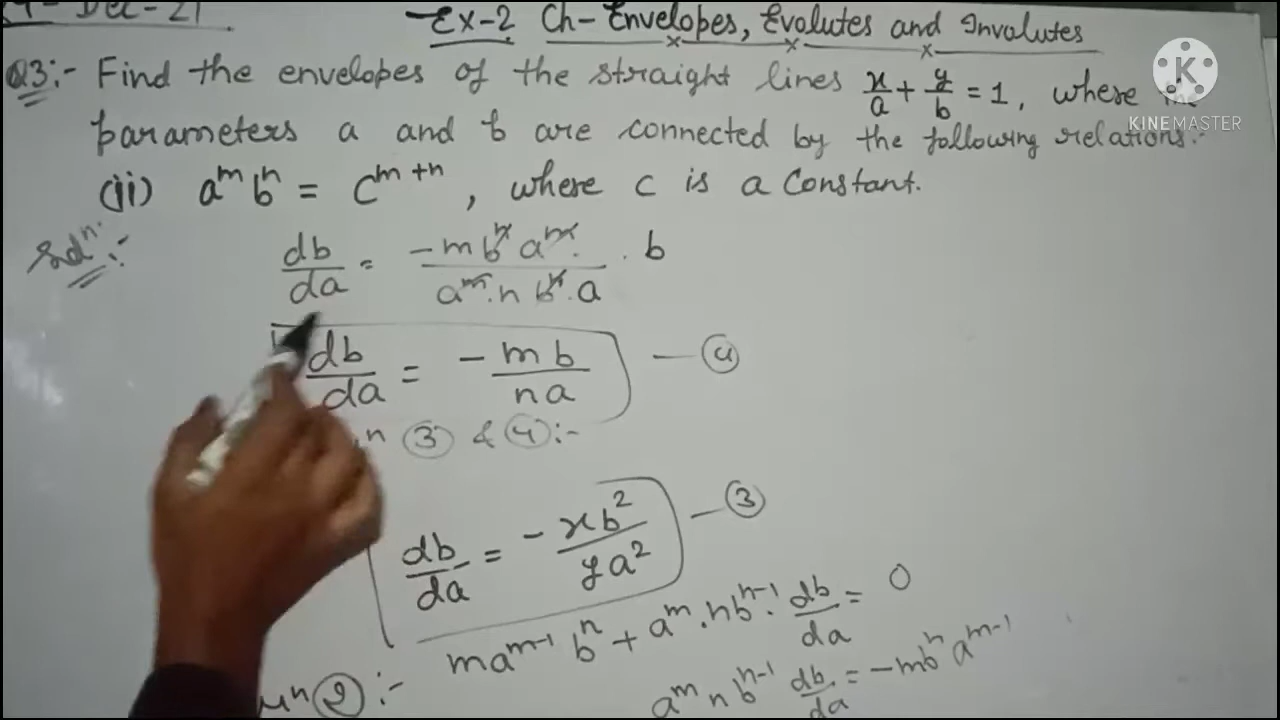 Dec-21
Ex-2 Ch- Envelopes, Evolutes and Involutes
Q3:- Find the envelopes of the straight lines x/a + y/b = 1, where the
parameters a and b are connected by the following relations:-
(ii) a^m b^n = c^{m+n}, where c is a constant.
Sol^n:-
db/da = (-m b^n a^m)/(a^m . n b^n . a) . b
db/da = - mb/na — ④
③ & ④:-
db/da = - xb²/ya² — ③
② :- ma^{m-1} b^n + a^m . nb^{n-1} . db/da = 0
a^m n b^{n-1} db/da = -mb^n a^{m-1}
K
KINEMASTER